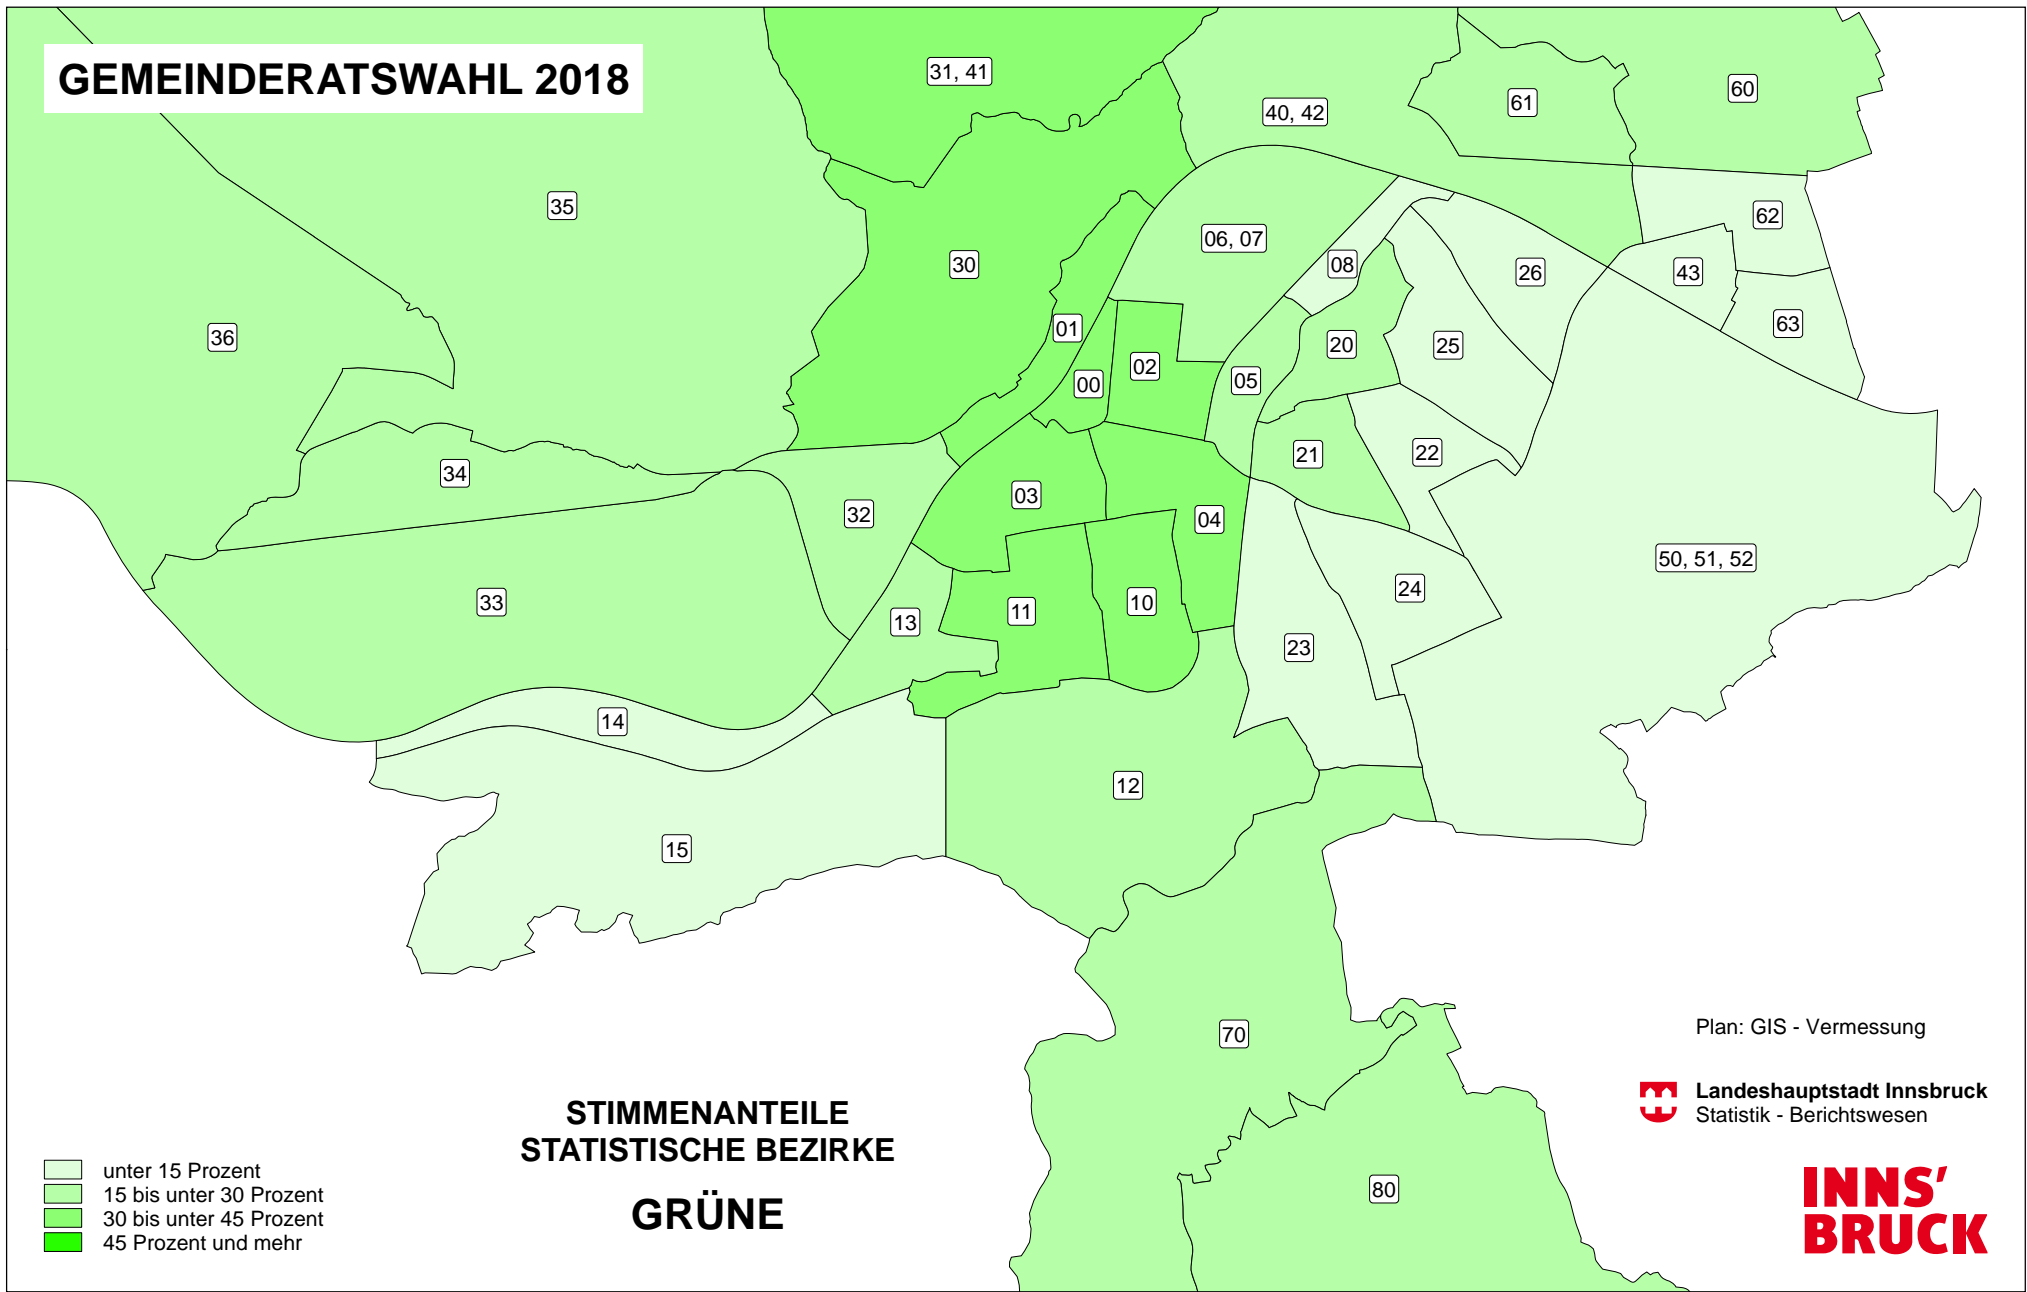 GEMEINDERATSWAHL 2018
31, 41
60
61
40, 42
35
62
06, 07
30
08
26
43
63
01
36
20
25
02
05
00
22
21
34
03
32
04
50, 51, 52
24
33
10
11
13
23
14
12
15
70
80
Plan: GIS - Vermessung
Landeshauptstadt Innsbruck
Statistik - Berichtswesen
STIMMENANTEILE
STATISTISCHE BEZIRKE
GRÜNE
unter 15 Prozent
15 bis unter 30 Prozent
30 bis unter 45 Prozent
45 Prozent und mehr
INNS'
BRUCK